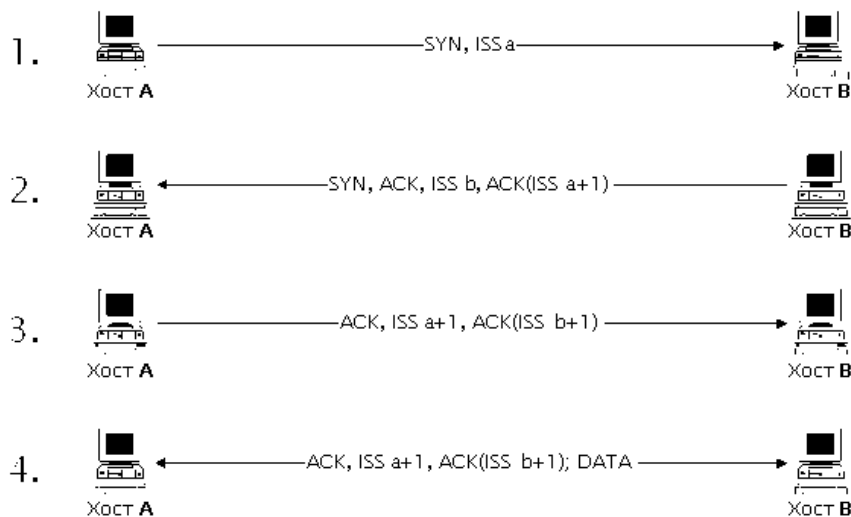 1.
SYN, ISS a
Хост A
Хост B
2.
SYN, ACK, ISS b, ACK(ISS a+1)
Хост A
Хост B
3.
ACK, ISS a+1, ACK(ISS b+1)
Хост A
Хост B
4.
ACK, ISS a+1, ACK(ISS b+1); DATA
Хост A
Хост B